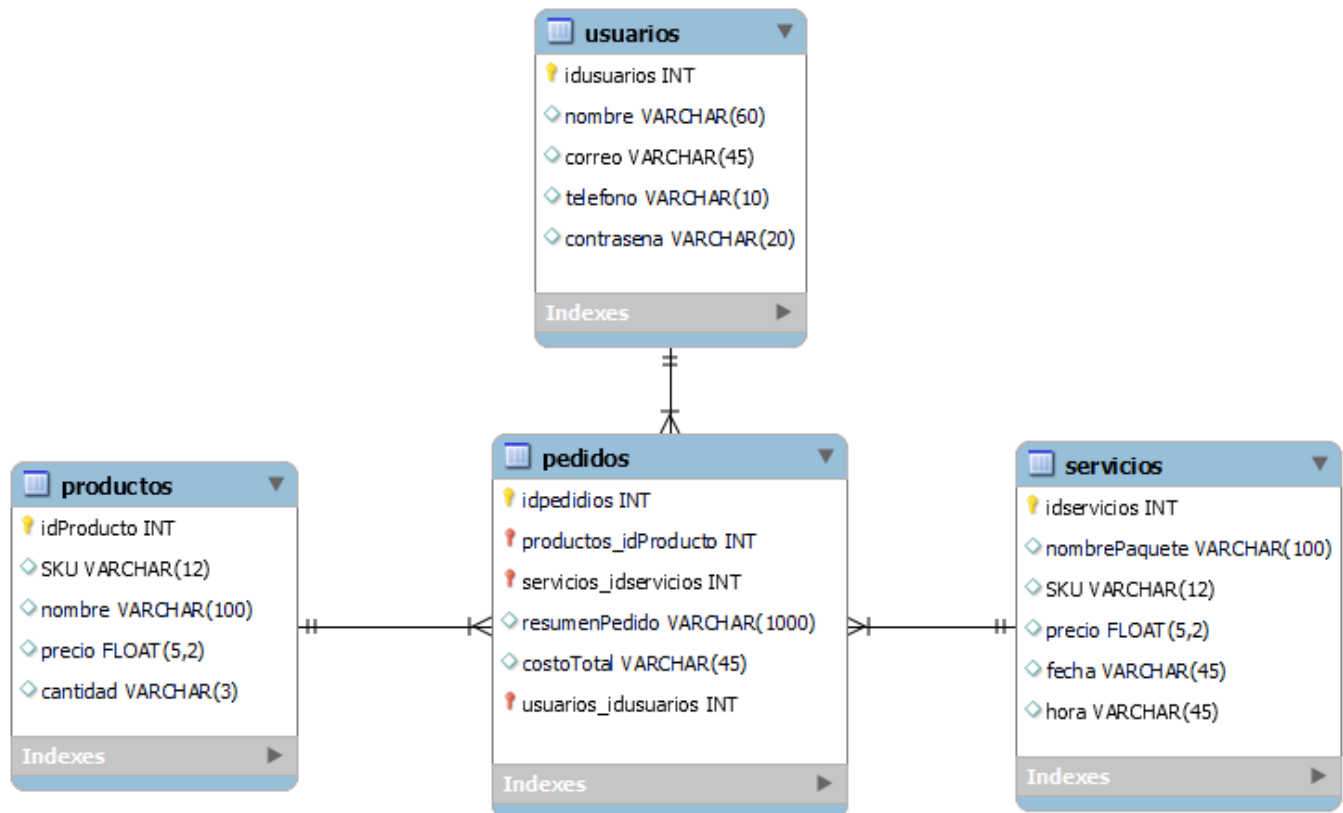 usuarios
idusuarios INT
nombre VARCHAR(60)
correo VARCHAR(45)
telefono VARCHAR(10)
contrasena VARCHAR(20)
Indexes
productos
idProducto INT
SKU VARCHAR(12)
nombre VARCHAR(100)
precio FLOAT(5,2)
cantidad VARCHAR(3)
Indexes
pedidos
idpedidios INT
productos_idProducto INT
servicios_idservicios INT
resumenPedido VARCHAR(1000)
costoTotal VARCHAR(45)
usuarios_idusuarios INT
Indexes
servicios
idservicios INT
nombrePaquete VARCHAR(100)
SKU VARCHAR(12)
precio FLOAT(5,2)
fecha VARCHAR(45)
hora VARCHAR(45)
Indexes